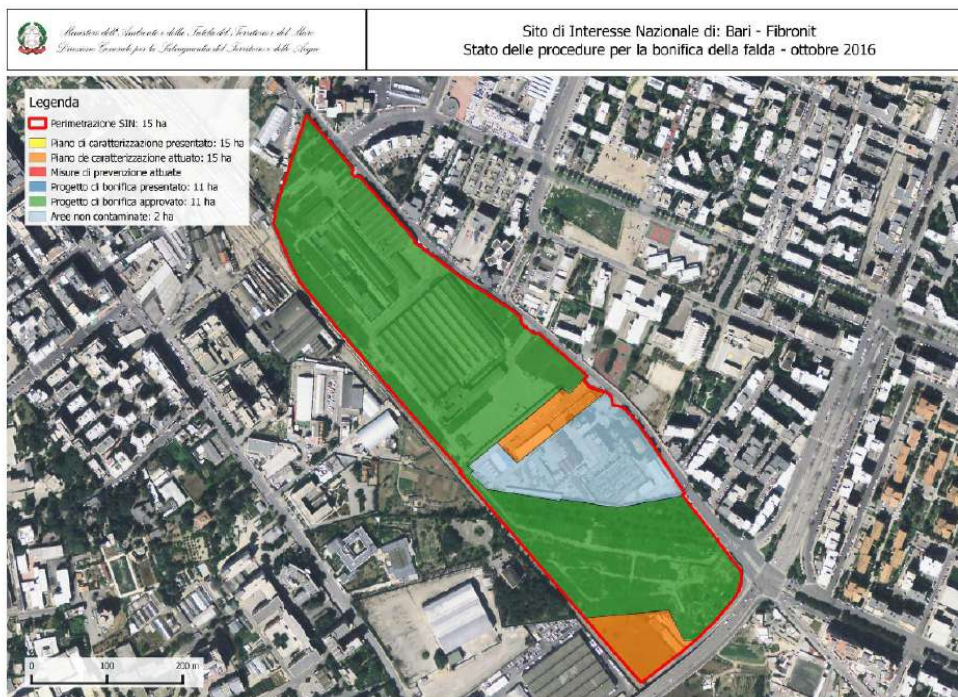 Ministero dell'Ambiente e della Tutela del Territorio e del Mare
Direzione Generale per la Salvaguardia del Territorio e delle Acque
Sito di Interesse Nazionale di: Bari - Fibronit
Stato delle procedure per la bonifica della falda - ottobre 2016
Legenda
Perimetrazione SIN: 15 ha
Piano di caratterizzazione presentato: 15 ha
Piano de caratterizzazione attuato: 15 ha
Misure di prevenzione attuate
Progetto di bonifica presentato: 11 ha
Progetto di bonifica approvato: 11 ha
Aree non contaminate: 2 ha
0 100 200 m